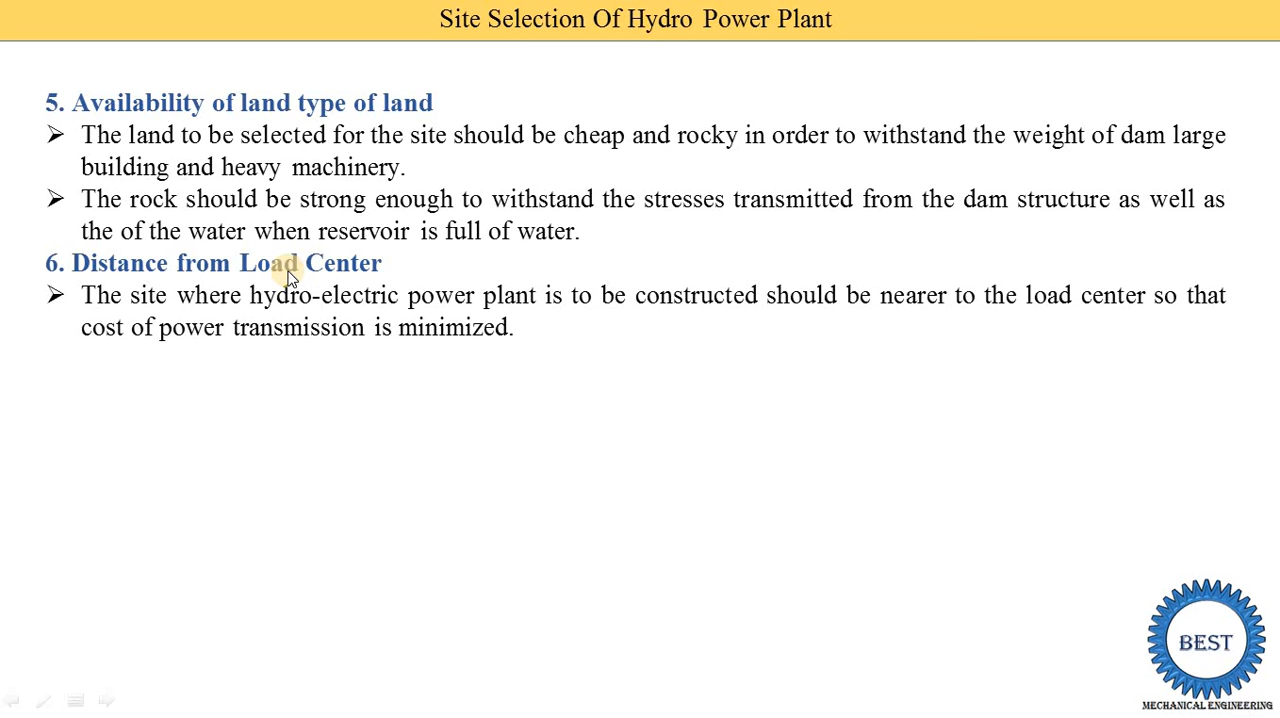 Site Selection Of Hydro Power Plant
5. Availability of land type of land
➢ The land to be selected for the site should be cheap and rocky in order to withstand the weight of dam large
building and heavy machinery.
➢ The rock should be strong enough to withstand the stresses transmitted from the dam structure as well as
the of the water when reservoir is full of water.
6. Distance from Load Center
➢ The site where hydro-electric power plant is to be constructed should be nearer to the load center so that
cost of power transmission is minimized.
BEST
MECHANICAL ENGINEERING